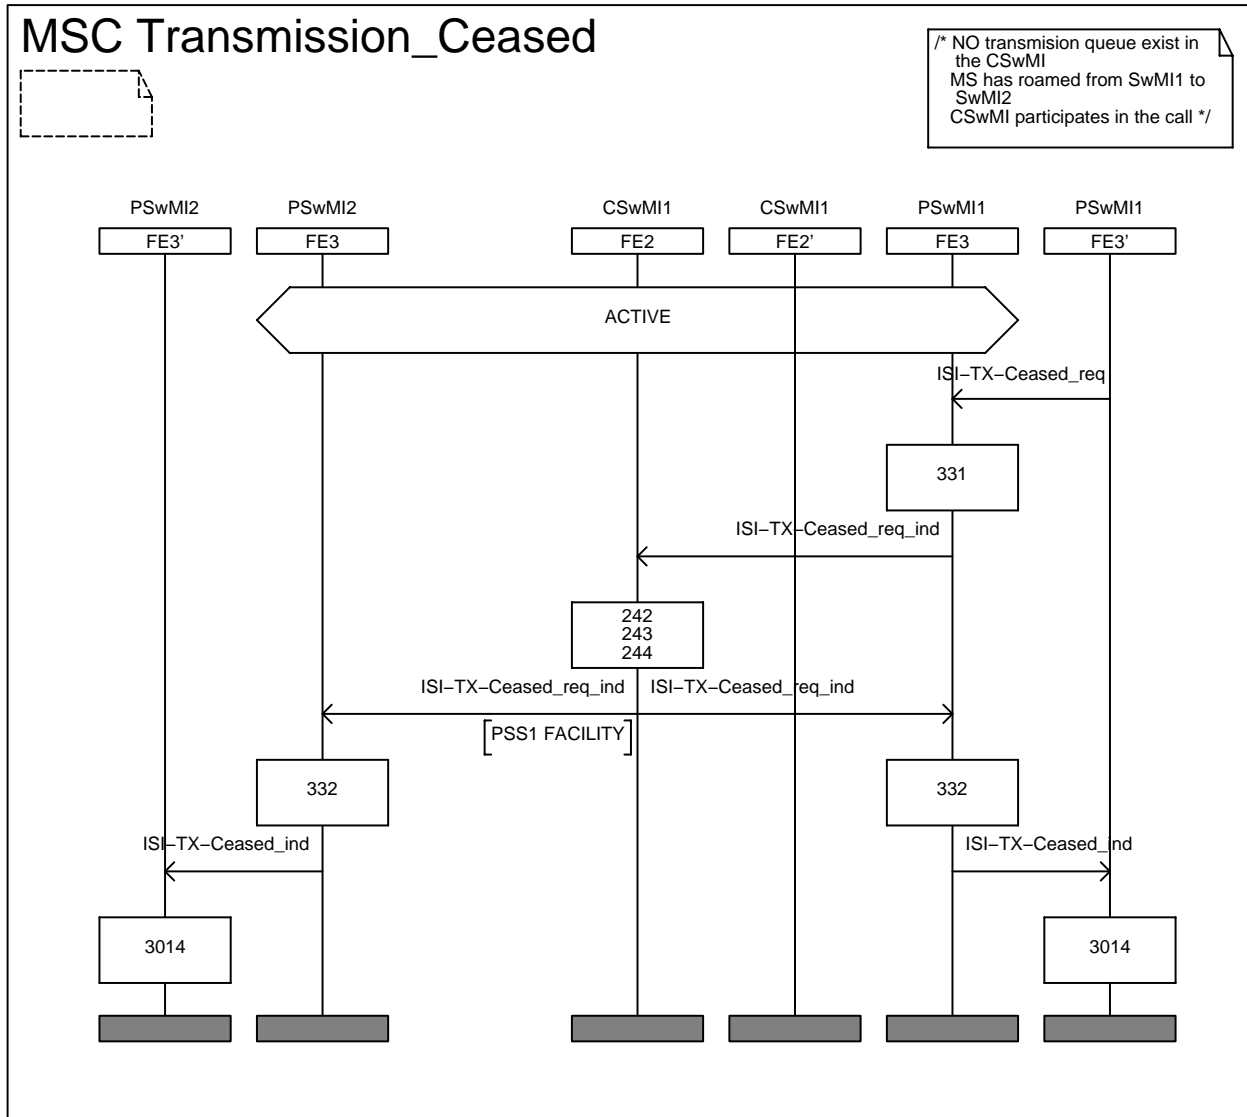 MSC Transmission_Ceased
/* NO transmision queue exist in
the CSwMI
MS has roamed from SwMI1 to
SwMI2
CSwMI participates in the call */
PSwMI2 PSwMI2 CSwMI1 CSwMI1 PSwMI1 PSwMI1
FE3' FE3 FE2 FE2' FE3 FE3'
ACTIVE
ISI−TX−Ceased_req
331
ISI−TX−Ceased_req_ind
242
243
244
ISI−TX−Ceased_req_ind ISI−TX−Ceased_req_ind
[PSS1 FACILITY]
332 332
ISI−TX−Ceased_ind ISI−TX−Ceased_ind
3014 3014